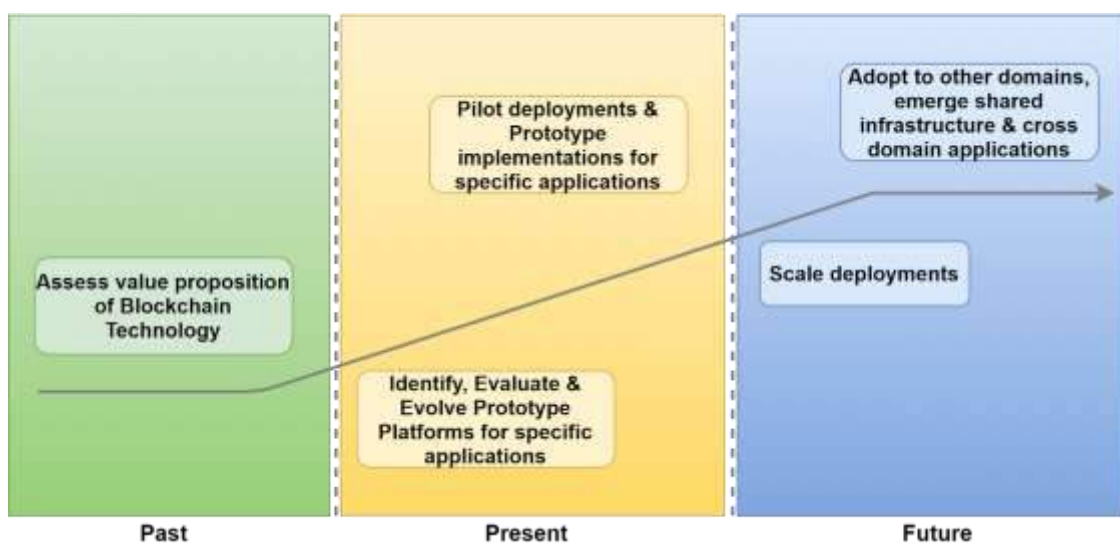 Assess value proposition
of Blockchain
Technology
Pilot deployments &
Prototype
implementations for
specific applications
Identify, Evaluate &
Evolve Prototype
Platforms for specific
applications
Adopt to other domains,
emerge shared
infrastructure & cross
domain applications
Scale deployments
Past
Present
Future